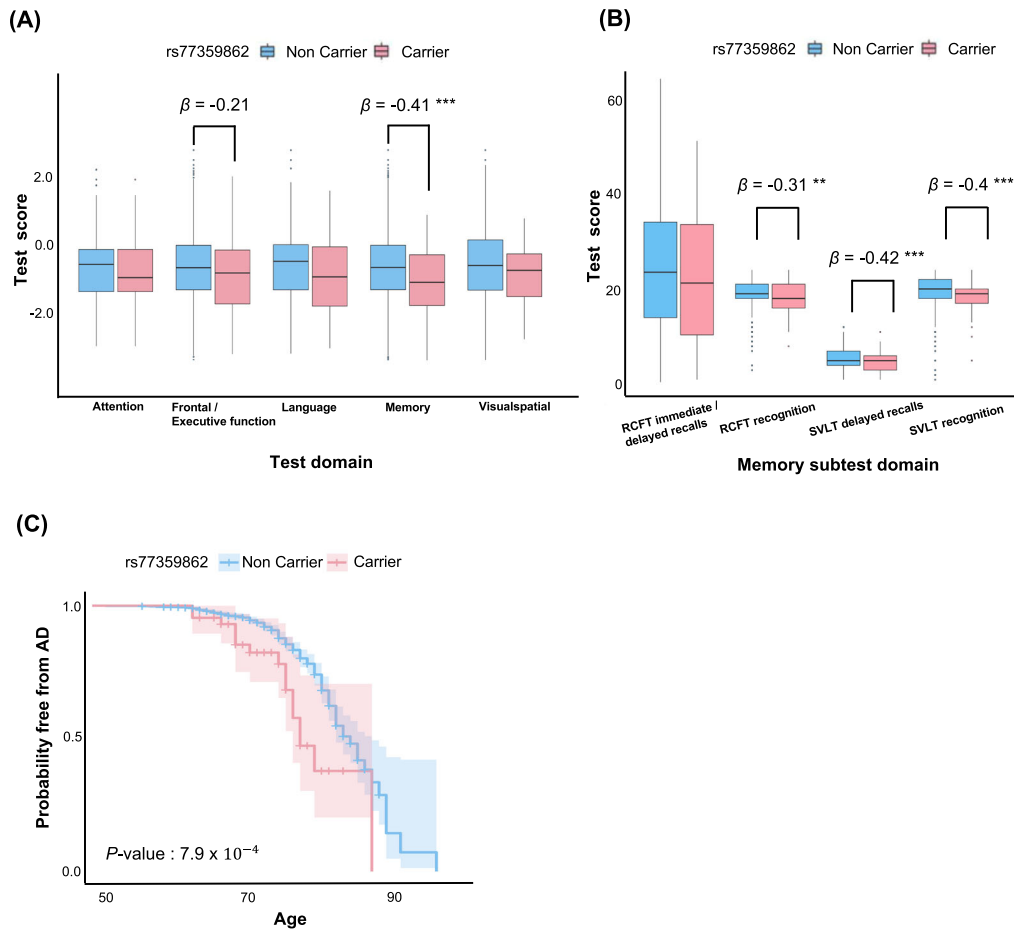 (A)
rs77359862 Non Carrier Carrier
β = -0.21
β = -0.41 ***
Test score
2.0
0.0
-2.0
Attention
Frontal /
Executive function
Language
Memory
Visualspatial
Test domain
(B)
rs77359862 Non Carrier Carrier
β = -0.31 **
β = -0.42 ***
β = -0.4 ***
Test score
60
40
20
0
RCFT immediate /
delayed recalls
RCFT recognition
SVLT delayed recalls
SVLT recognition
Memory subtest domain
(C)
rs77359862 Non Carrier Carrier
Probability free from AD
1.0
0.5
0.0
P-value : 7.9 x 10⁻⁴
50
70
90
Age